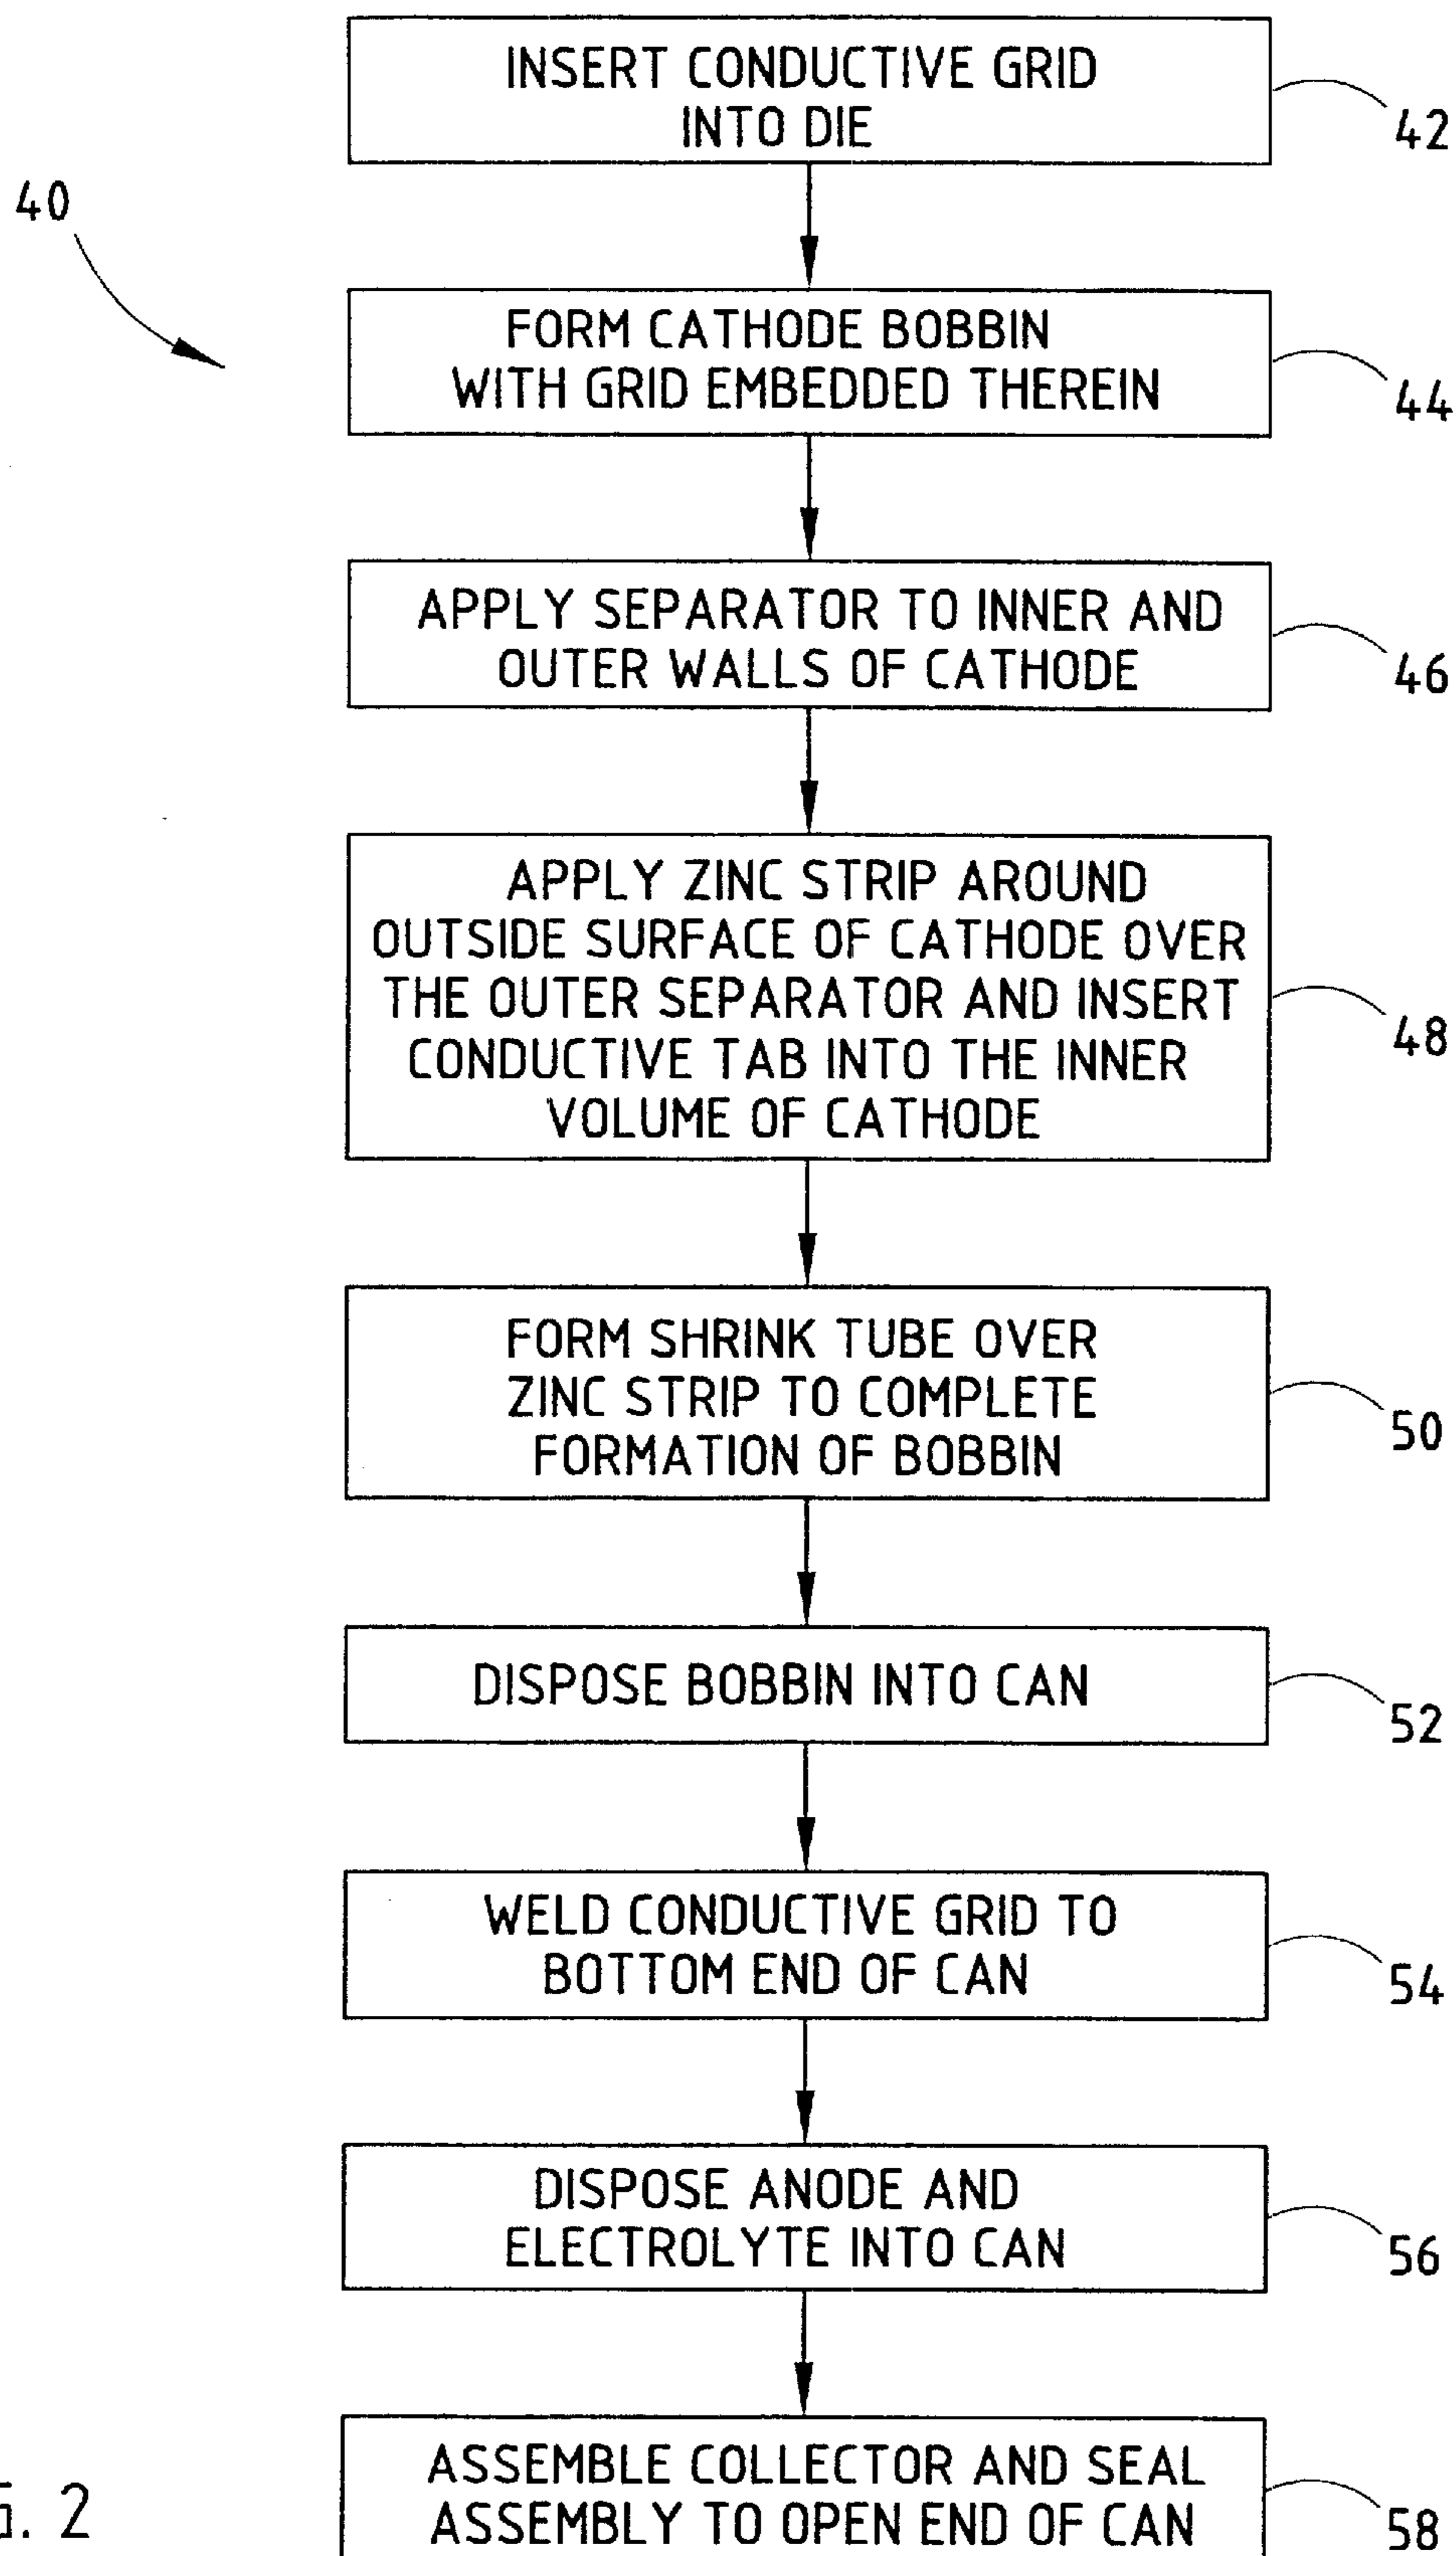 INSERT CONDUCTIVE GRID
INTO DIE
42
40
FORM CATHODE BOBBIN
WITH GRID EMBEDDED THEREIN
44
APPLY SEPARATOR TO INNER AND
OUTER WALLS OF CATHODE
46
APPLY ZINC STRIP AROUND
OUTSIDE SURFACE OF CATHODE OVER
THE OUTER SEPARATOR AND INSERT
CONDUCTIVE TAB INTO THE INNER
VOLUME OF CATHODE
48
FORM SHRINK TUBE OVER
ZINC STRIP TO COMPLETE
FORMATION OF BOBBIN
50
DISPOSE BOBBIN INTO CAN
52
WELD CONDUCTIVE GRID TO
BOTTOM END OF CAN
54
DISPOSE ANODE AND
ELECTROLYTE INTO CAN
56
ASSEMBLE COLLECTOR AND SEAL
ASSEMBLY TO OPEN END OF CAN
58
G. 2